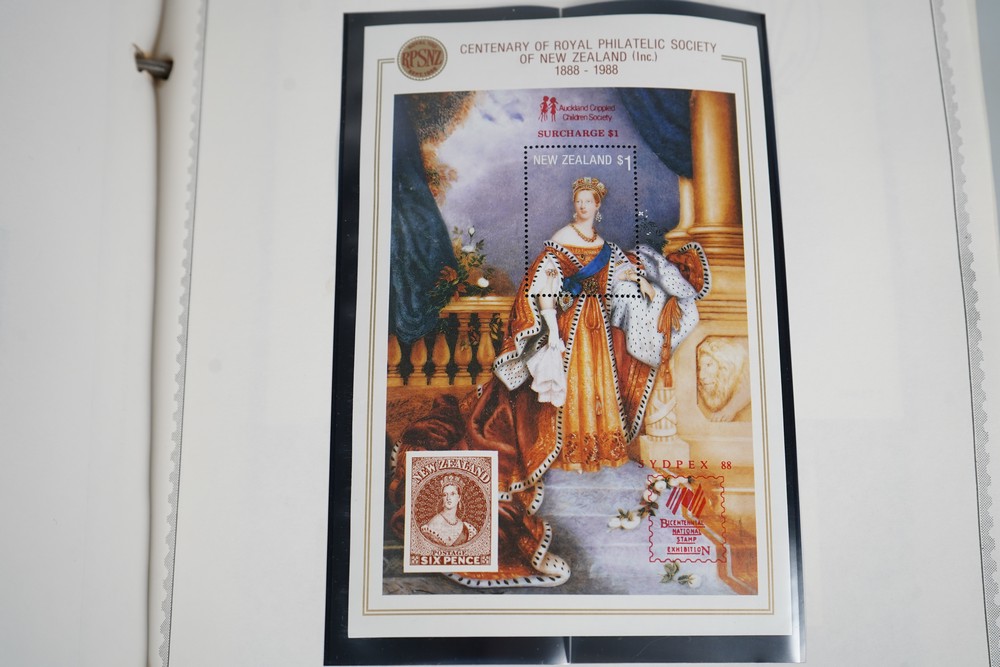 RPSNZ
CENTENARY OF ROYAL PHILATELIC SOCIETY
OF NEW ZEALAND (Inc.)
1888 - 1988
Auckland Crippled
Children Society
SURCHARGE $1
NEW ZEALAND $1
SYDPEX 88
BICENTENNIAL
NATIONAL
STAMP
EXHIBITION
NEW ZEALAND
POSTAGE
SIX PENCE